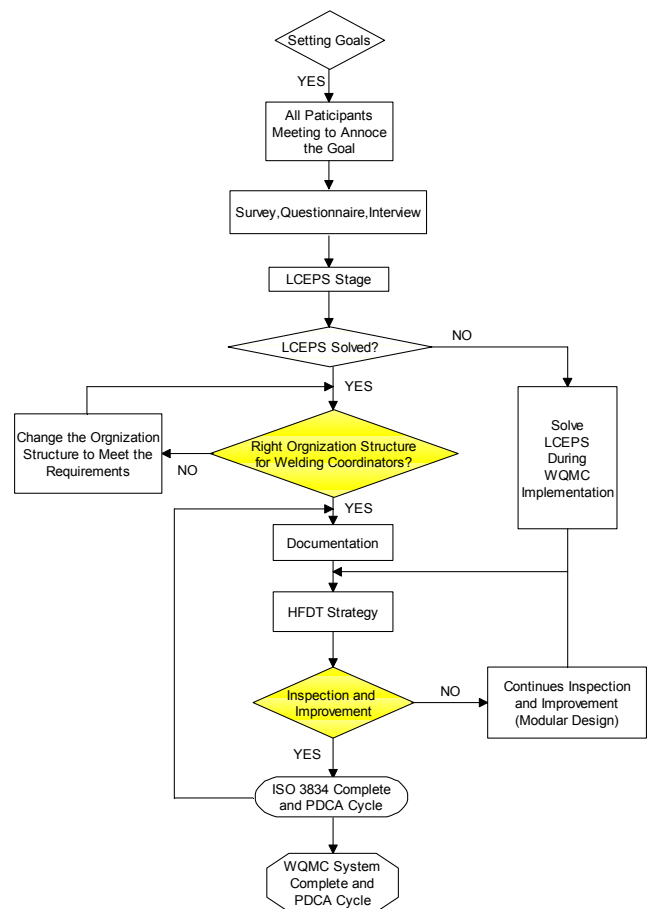 Setting Goals
YES
All Paticipants
Meeting to Annoce
the Goal
Survey,Questionnaire,Interview
LCEPS Stage
LCEPS Solved?
NO
YES
Change the Orgnization
Structure to Meet the
Requirements
NO
Right Orgnization Structure
for Welding Coordinators?
Solve
LCEPS
During
WQMC
Implementation
YES
Documentation
HFDT Strategy
Inspection and
Improvement
NO
Continues Inspection
and Improvement
(Modular Design)
YES
ISO 3834 Complete
and PDCA Cycle
WQMC System
Complete and
PDCA Cycle